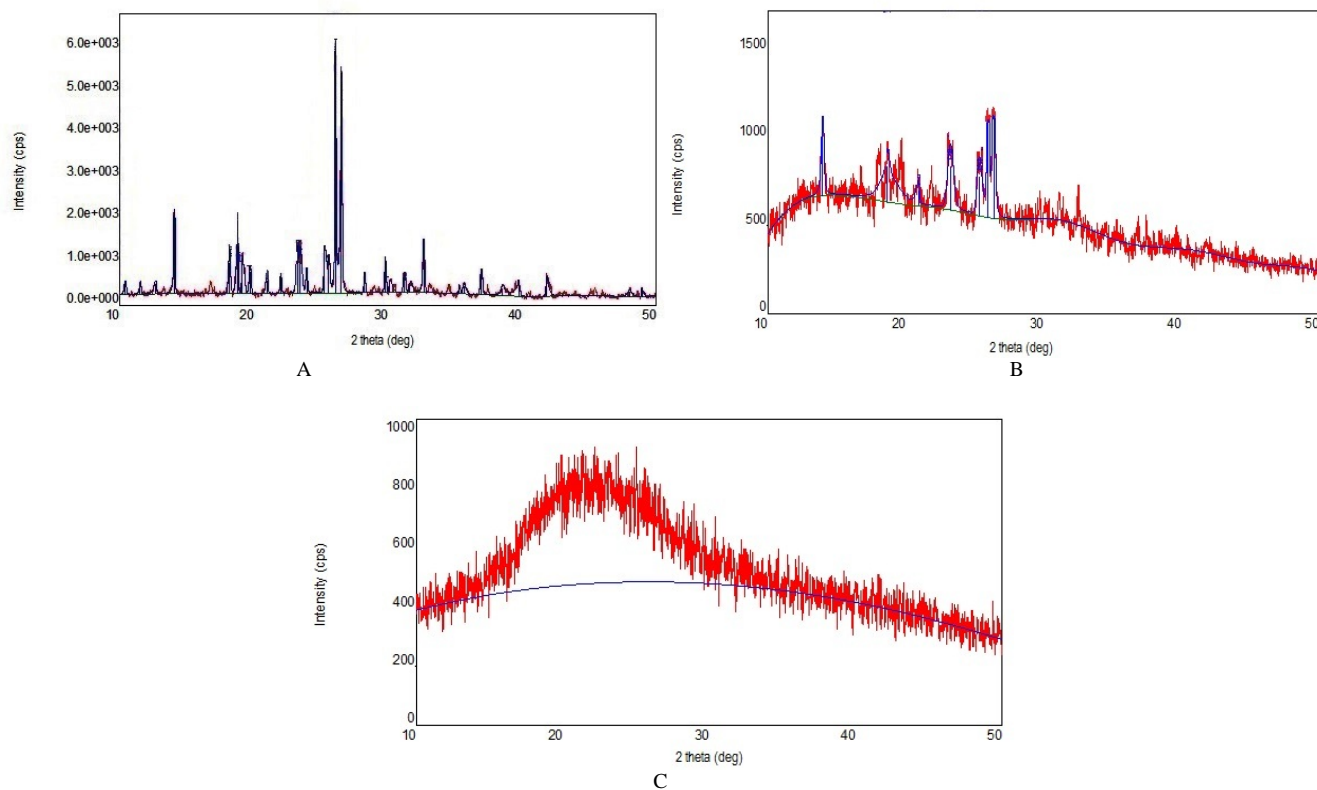 6.0e+003
5.0e+003
4.0e+003
3.0e+003
2.0e+003
1.0e+003
0.0e+000
Intensity (cps)
10 20 30 40 50
2 theta (deg)
A
1500
1000
500
0
Intensity (cps)
10 20 30 40 50
2 theta (deg)
B
1000
800
600
400
200
0
Intensity (cps)
10 20 30 40 50
2 theta (deg)
C